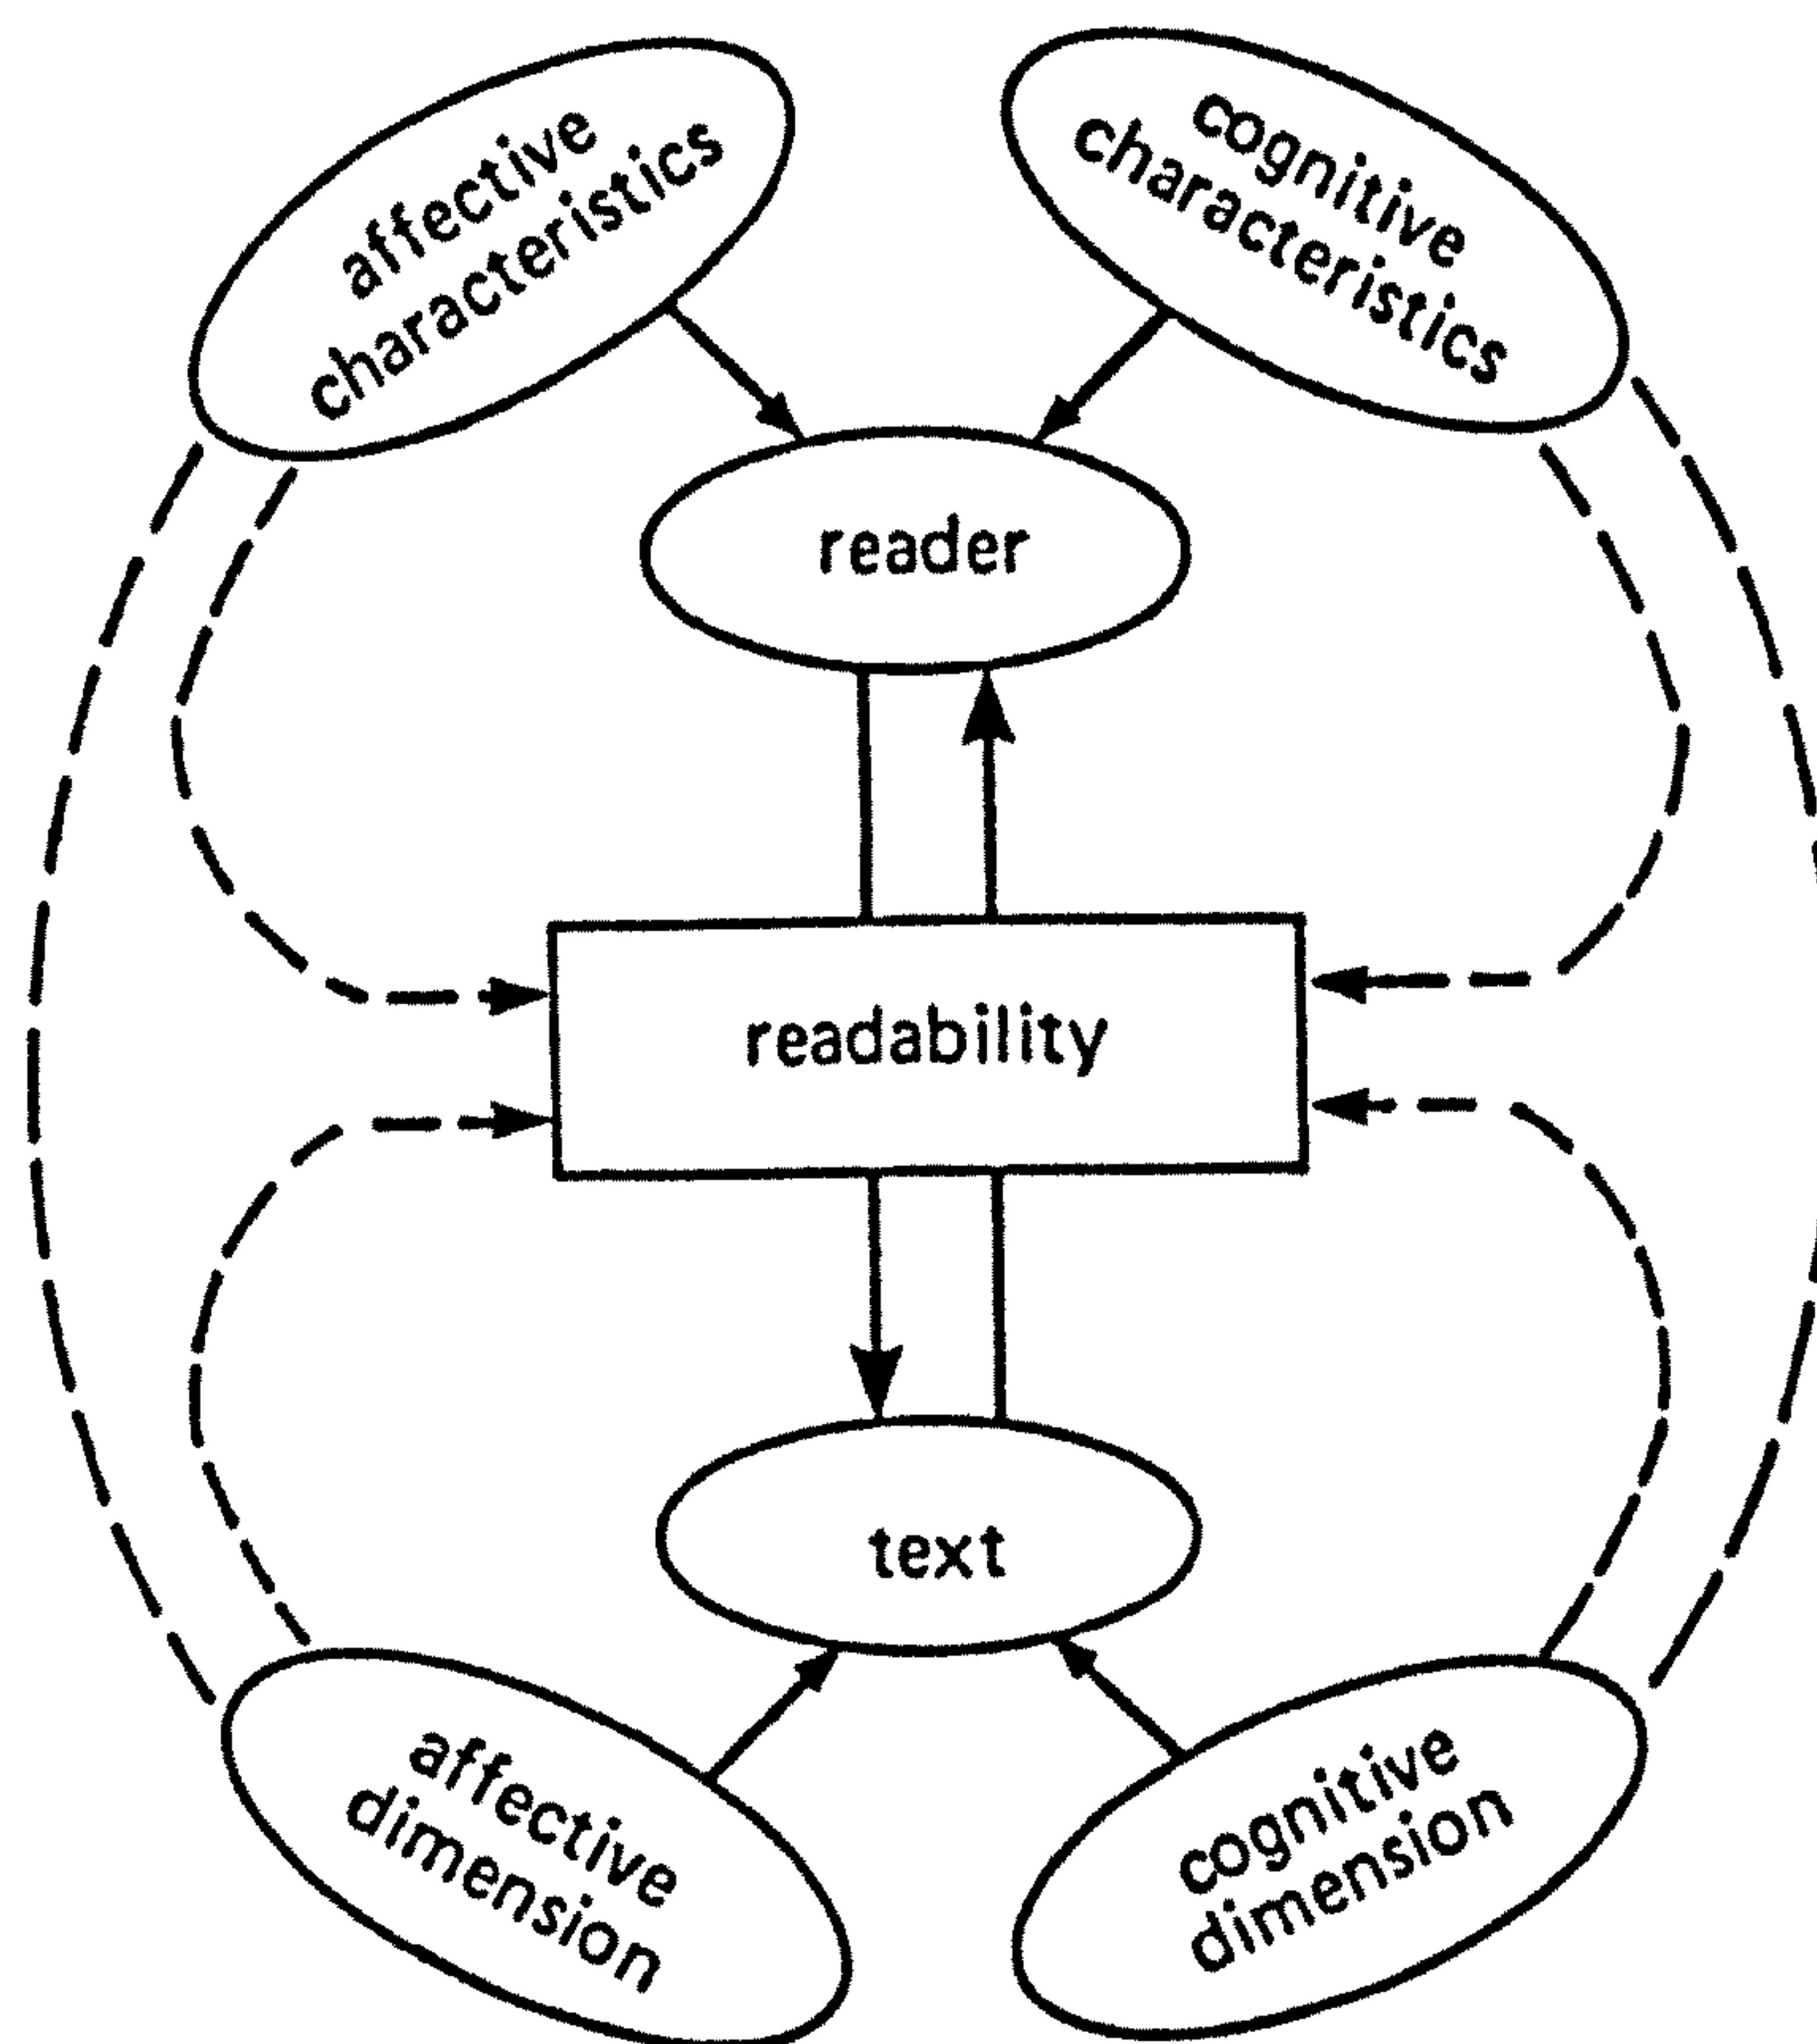 affective
characteristics
cognitive
characteristics
reader
readability
text
affective
dimension
cognitive
dimension